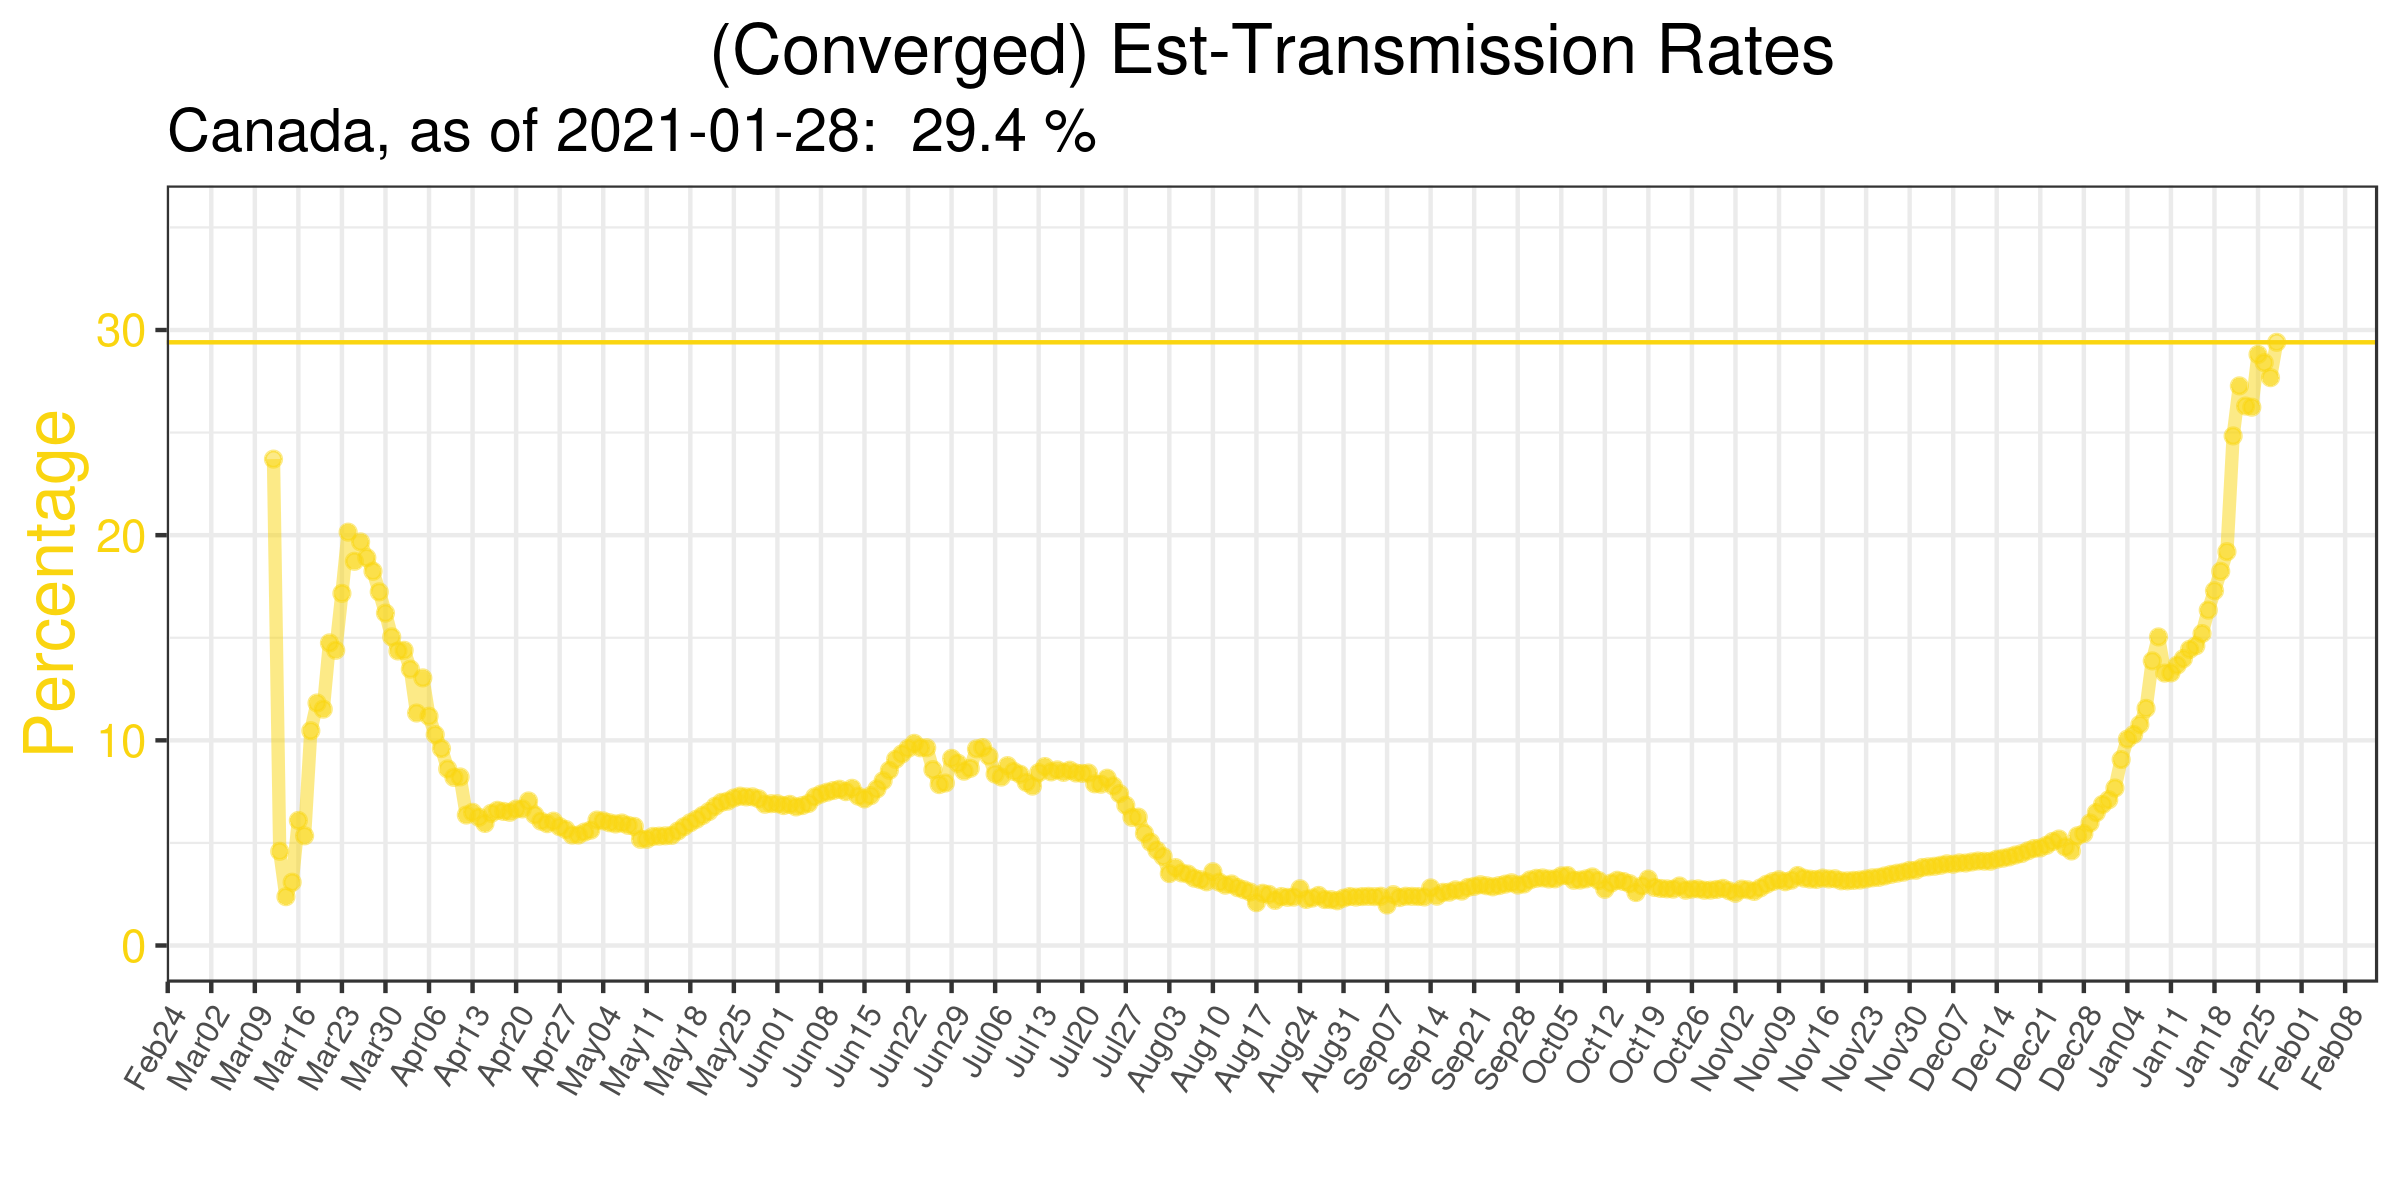 (Converged) Est-Transmission Rates
Canada, as of 2021-01-28:  29.4 %
Percentage
30
20
10
0
Feb24
Mar02
Mar09
Mar16
Mar23
Mar30
Apr06
Apr13
Apr20
Apr27
May04
May11
May18
May25
Jun01
Jun08
Jun15
Jun22
Jun29
Jul06
Jul13
Jul20
Jul27
Aug03
Aug10
Aug17
Aug24
Aug31
Sep07
Sep14
Sep21
Sep28
Oct05
Oct12
Oct19
Oct26
Nov02
Nov09
Nov16
Nov23
Nov30
Dec07
Dec14
Dec21
Dec28
Jan04
Jan11
Jan18
Jan25
Feb01
Feb08